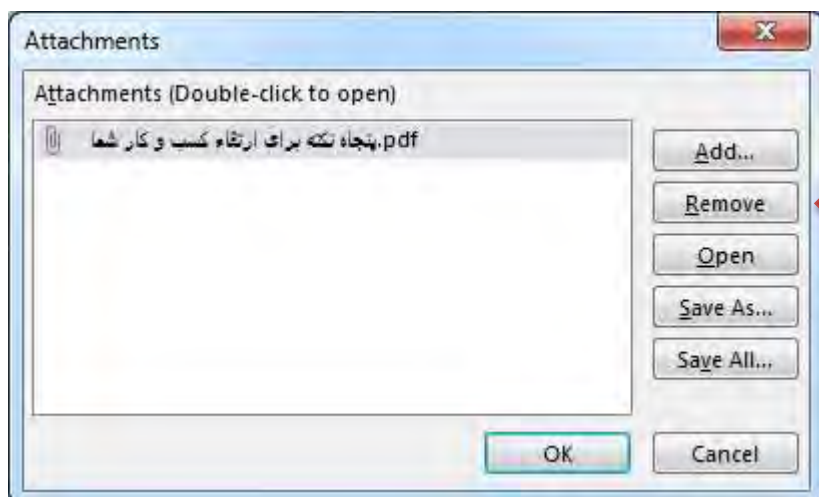 Attachments
Attachments (Double-click to open)
پنجاه نکته برای ارتقاء کسب و کار شما.pdf
Add...
Remove
Open
Save As...
Save All...
OK
Cancel